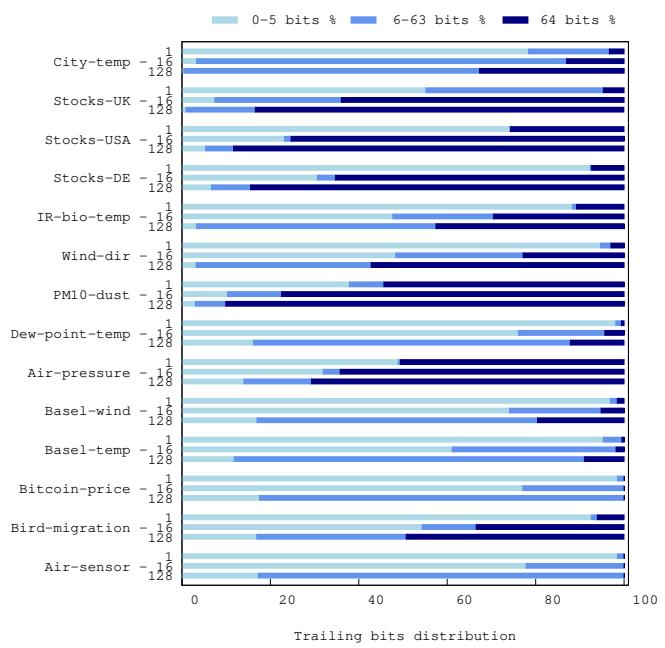 0-5 bits % 6-63 bits % 64 bits %
1
City-temp - 16
128
1
Stocks-UK - 16
128
1
Stocks-USA - 16
128
1
Stocks-DE - 16
128
1
IR-bio-temp - 16
128
1
Wind-dir - 16
128
1
PM10-dust - 16
128
1
Dew-point-temp - 16
128
1
Air-pressure - 16
128
1
Basel-wind - 16
128
1
Basel-temp - 16
128
1
Bitcoin-price - 16
128
1
Bird-migration - 16
128
1
Air-sensor - 16
128
0 20 40 60 80 100
Trailing bits distribution